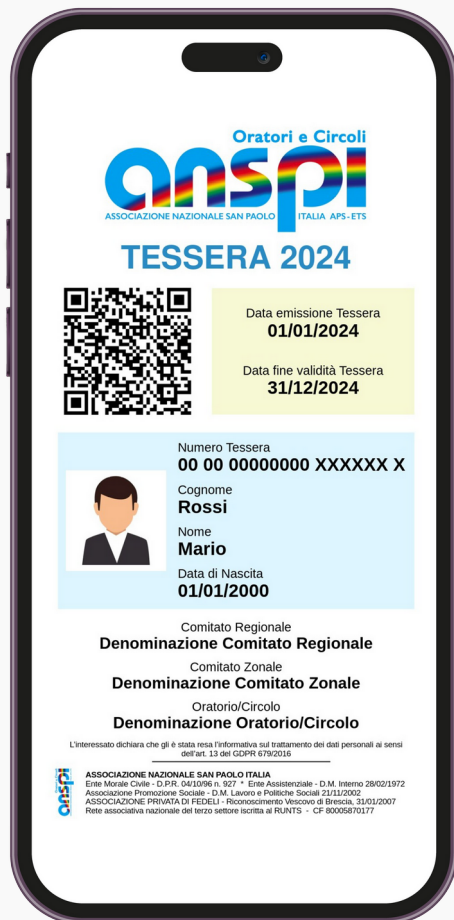 Oratori e Circoli
anspi
ASSOCIAZIONE NAZIONALE SAN PAOLO ITALIA APS-ETS
TESSERA 2024
Data emissione Tessera
01/01/2024
Data fine validità Tessera
31/12/2024
Numero Tessera
00 00 00000000 XXXXXX X
Cognome
Rossi
Nome
Mario
Data di Nascita
01/01/2000
Comitato Regionale
Denominazione Comitato Regionale
Comitato Zonale
Denominazione Comitato Zonale
Oratorio/Circolo
Denominazione Oratorio/Circolo
L'interessato dichiara che gli è stata resa l'informativa sul trattamento dei dati personali ai sensi
dell'art. 13 del GDPR 679/2016
anspi
ASSOCIAZIONE NAZIONALE SAN PAOLO ITALIA
Ente Morale Civile - D.P.R. 04/10/96 n. 927 * Ente Assistenziale - D.M. Interno 28/02/1972
Associazione Promozione Sociale - D.M. Lavoro e Politiche Sociali 21/11/2002
ASSOCIAZIONE PRIVATA DI FEDELI - Riconoscimento Vescovo di Brescia, 31/01/2007
Rete associativa nazionale del terzo settore iscritta al RUNTS - CF 80005870177